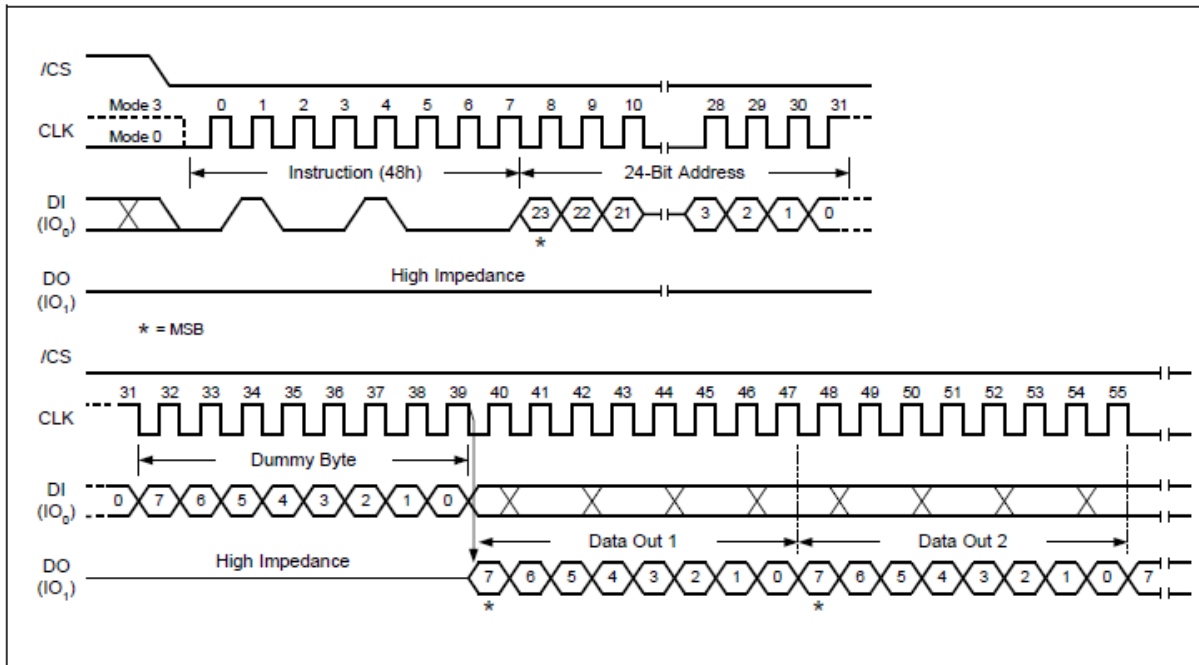 /CS
Mode 3 0 1 2 3 4 5 6 7 8 9 10 28 29 30 31
CLK Mode 0
Instruction (48h) 24-Bit Address
DI
(IO0) 23 22 21 3 2 1 0
*
High Impedance
DO
(IO1)
* = MSB
/CS
31 32 33 34 35 36 37 38 39 40 41 42 43 44 45 46 47 48 49 50 51 52 53 54 55
CLK
Dummy Byte
DI
(IO0) 0 7 6 5 4 3 2 1 0
Data Out 1 Data Out 2
High Impedance
DO
(IO1) 7 6 5 4 3 2 1 0 7 6 5 4 3 2 1 0 7
* *